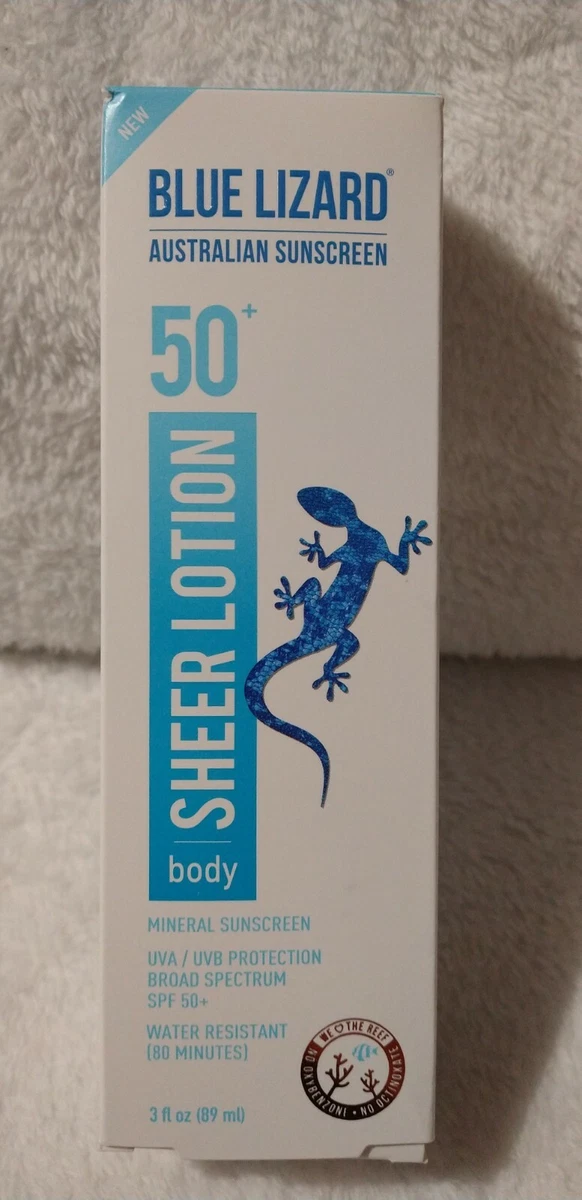 NEW
BLUE LIZARD®
AUSTRALIAN SUNSCREEN
50+
SHEER LOTION
body
MINERAL SUNSCREEN
UVA / UVB PROTECTION
BROAD SPECTRUM
SPF 50+
WATER RESISTANT
(80 MINUTES)
WE ♡ THE REEF
NO OXYBENZONE • NO OCTINOXATE
3 fl oz (89 ml)